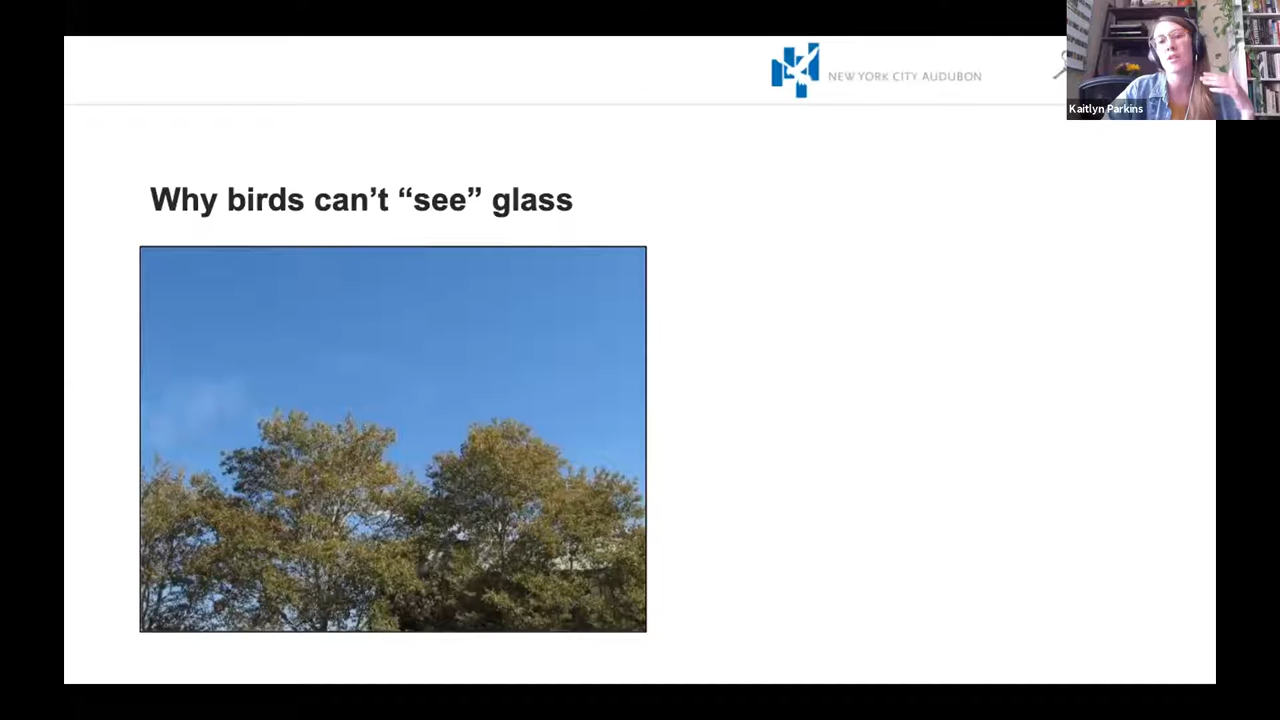 NEW YORK CITY AUDUBON
Kaitlyn Parkins
Why birds can’t “see” glass